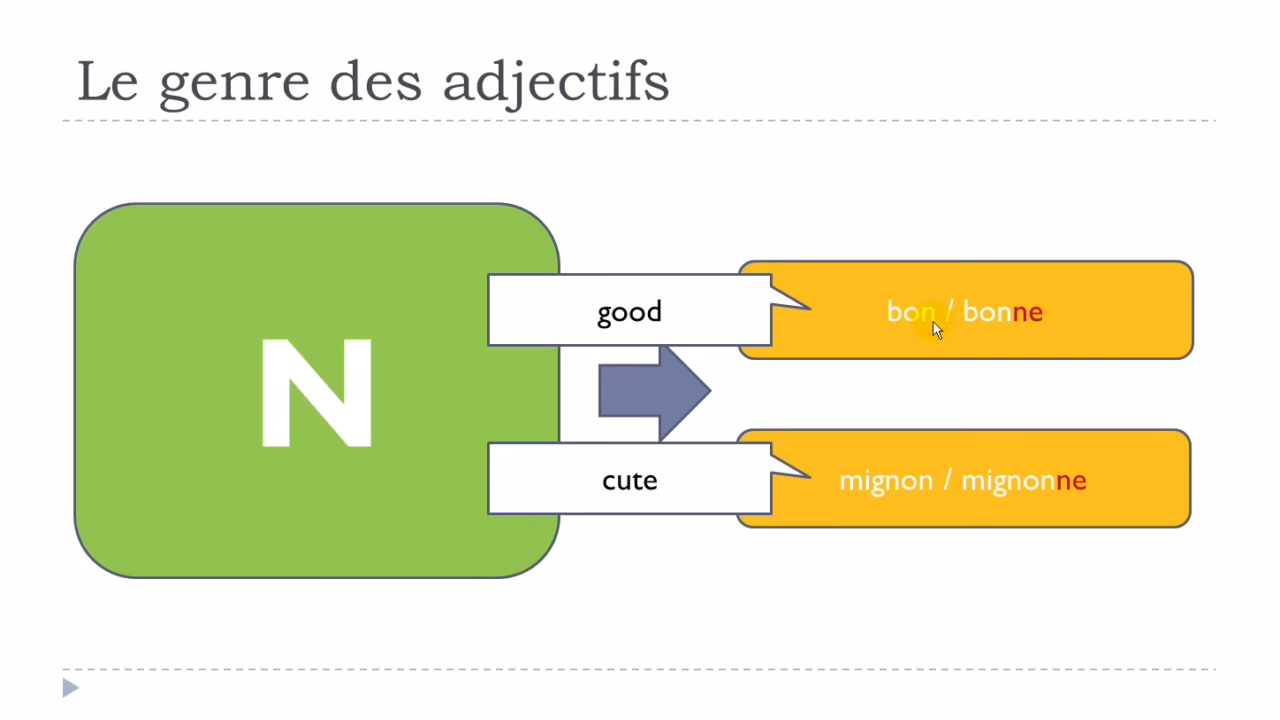 Le genre des adjectifs
N
good
bon / bonne
cute
mignon / mignonne